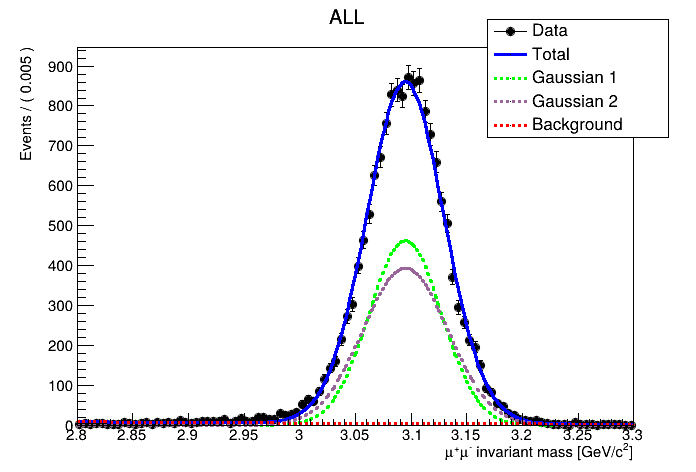 ALL
Data
Total
Gaussian 1
Gaussian 2
Background
Events / ( 0.005 )
900
800
700
600
500
400
300
200
100
0
2.8 2.85 2.9 2.95 3 3.05 3.1 3.15 3.2 3.25 3.3
μ⁺μ⁻ invariant mass [GeV/c²]